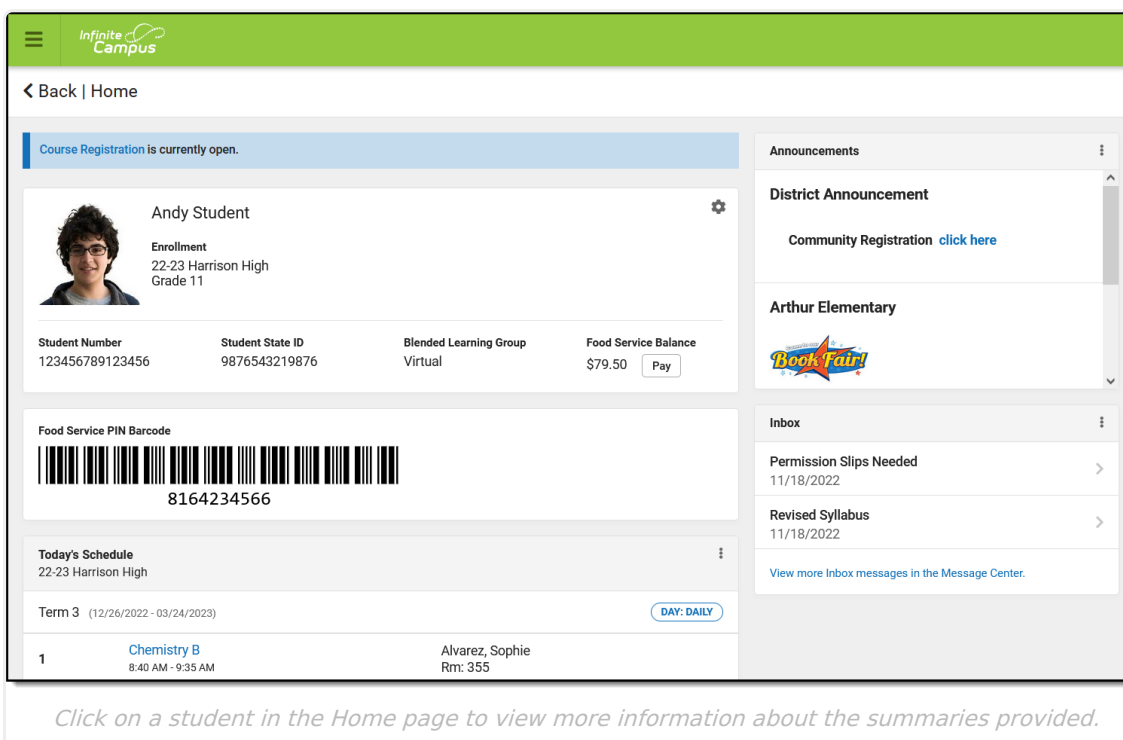 Infinite
Campus
Back | Home
Course Registration is currently open.
Andy Student
Enrollment
22-23 Harrison High
Grade 11
Student Number
123456789123456
Student State ID
9876543219876
Blended Learning Group
Virtual
Food Service Balance
$79.50 Pay
Food Service PIN Barcode
8164234566
Today's Schedule
22-23 Harrison High
Term 3 (12/26/2022 - 03/24/2023) DAY: DAILY
1
Chemistry B
8:40 AM - 9:35 AM
Alvarez, Sophie
Rm: 355
Announcements
District Announcement
Community Registration click here
Arthur Elementary
Book Fair!
Inbox
Permission Slips Needed
11/18/2022
Revised Syllabus
11/18/2022
View more Inbox messages in the Message Center.
Click on a student in the Home page to view more information about the summaries provided.